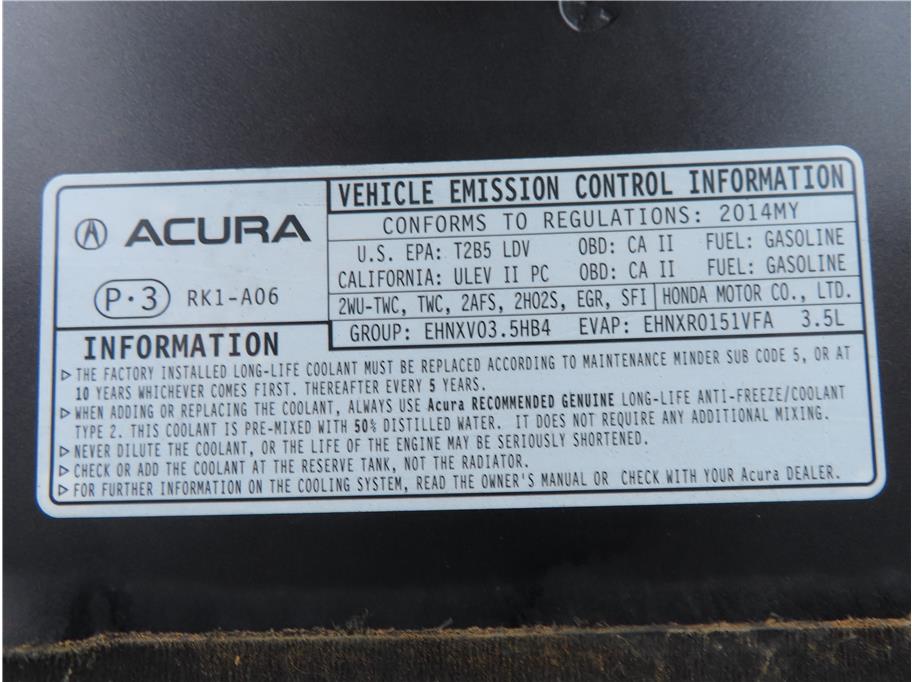 ACURA
P·3 RK1-A06
VEHICLE EMISSION CONTROL INFORMATION
CONFORMS TO REGULATIONS: 2014MY
U.S. EPA: T2B5 LDV OBD: CA II FUEL: GASOLINE
CALIFORNIA: ULEV II PC OBD: CA II FUEL: GASOLINE
2WU-TWC, TWC, 2AFS, 2HO2S, EGR, SFI HONDA MOTOR CO., LTD.
GROUP: EHNXV03.5HB4 EVAP: EHNXR0151VFA 3.5L
INFORMATION
▷ THE FACTORY INSTALLED LONG-LIFE COOLANT MUST BE REPLACED ACCORDING TO MAINTENANCE MINDER SUB CODE 5, OR AT
10 YEARS WHICHEVER COMES FIRST. THEREAFTER EVERY 5 YEARS.
▷ WHEN ADDING OR REPLACING THE COOLANT, ALWAYS USE Acura RECOMMENDED GENUINE LONG-LIFE ANTI-FREEZE/COOLANT
TYPE 2. THIS COOLANT IS PRE-MIXED WITH 50% DISTILLED WATER. IT DOES NOT REQUIRE ANY ADDITIONAL MIXING.
▷ NEVER DILUTE THE COOLANT, OR THE LIFE OF THE ENGINE MAY BE SERIOUSLY SHORTENED.
▷ CHECK OR ADD THE COOLANT AT THE RESERVE TANK, NOT THE RADIATOR.
▷ FOR FURTHER INFORMATION ON THE COOLING SYSTEM, READ THE OWNER'S MANUAL OR CHECK WITH YOUR Acura DEALER.